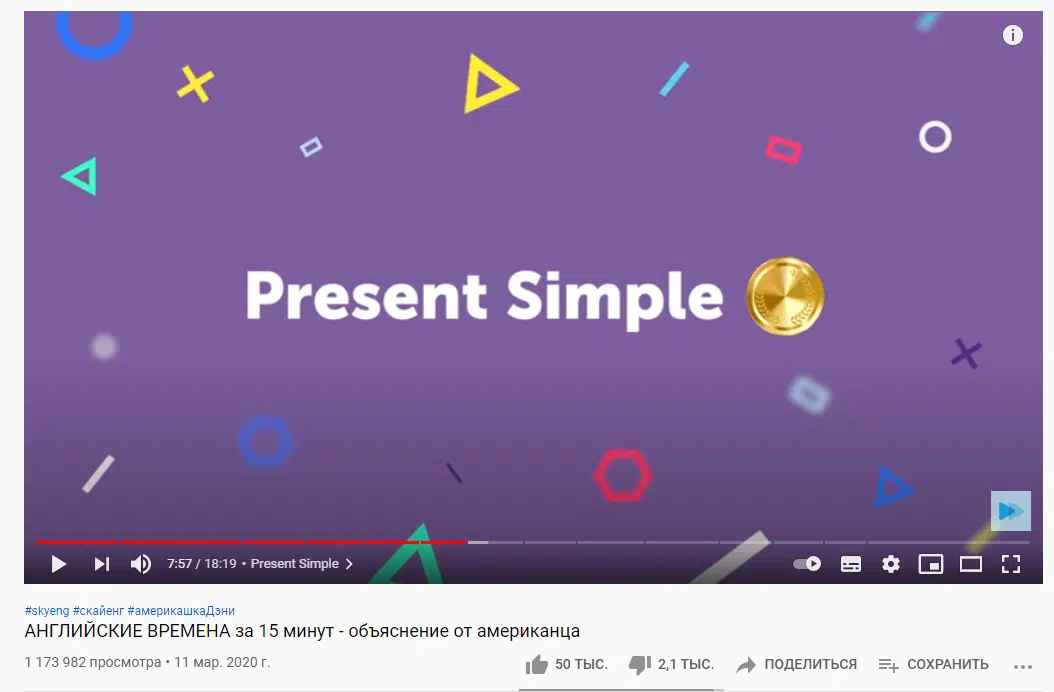 Present Simple
7:57 / 18:19 • Present Simple
#skyeng #скайенг #америкашкаДэни
АНГЛИЙСКИЕ ВРЕМЕНА за 15 минут - объяснение от американца
1 173 982 просмотра • 11 мар. 2020 г.
50 ТЫС.
2,1 ТЫС.
ПОДЕЛИТЬСЯ
СОХРАНИТЬ